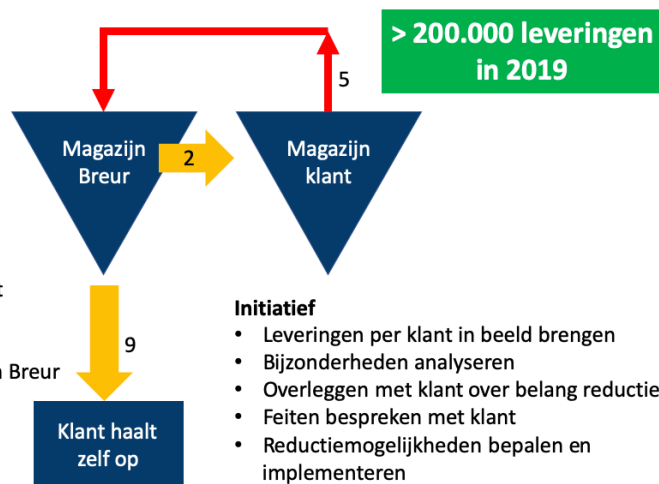 > 200.000 leveringen
in 2019
5
Magazijn
Breur
2
Magazijn
klant
t
9
n Breur
Klant haalt
zelf op
Initiatief
• Leveringen per klant in beeld brengen
• Bijzonderheden analyseren
• Overleggen met klant over belang reductie
• Feiten bespreken met klant
• Reductiemogelijkheden bepalen en
implementeren